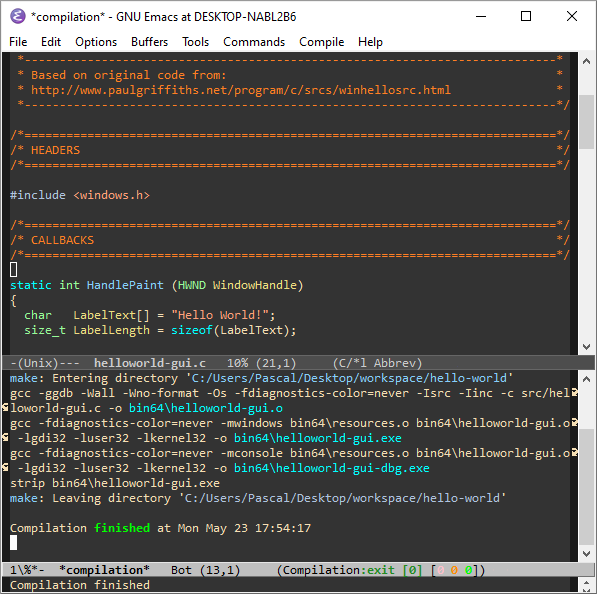 *compilation* - GNU Emacs at DESKTOP-NABL2B6
File Edit Options Buffers Tools Commands Compile Help
*----------------------------------------------------------------------------*
* Based on original code from: *
* http://www.paulgriffiths.net/program/c/srcs/winhellosrc.html *
*----------------------------------------------------------------------------*/
/*============================================================================*/
/* HEADERS */
/*============================================================================*/
#include <windows.h>
/*============================================================================*/
/* CALLBACKS */
/*============================================================================*/
static int HandlePaint (HWND WindowHandle)
{
char LabelText[] = "Hello World!";
size_t LabelLength = sizeof(LabelText);
-(Unix)--- helloworld-gui.c 10% (21,1) (C/*l Abbrev)
make: Entering directory 'C:/Users/Pascal/Desktop/workspace/hello-world'
gcc -ggdb -Wall -Wno-format -Os -fdiagnostics-color=never -Isrc -Iinc -c src/hel
loworld-gui.c -o bin64\helloworld-gui.o
gcc -fdiagnostics-color=never -mwindows bin64\resources.o bin64\helloworld-gui.o
-lgdi32 -luser32 -lkernel32 -o bin64\helloworld-gui.exe
gcc -fdiagnostics-color=never -mconsole bin64\resources.o bin64\helloworld-gui.o
-lgdi32 -luser32 -lkernel32 -o bin64\helloworld-gui-dbg.exe
strip bin64\helloworld-gui.exe
make: Leaving directory 'C:/Users/Pascal/Desktop/workspace/hello-world'
Compilation finished at Mon May 23 17:54:17
1\%*- *compilation* Bot (13,1) (Compilation:exit [0] [0 0 0])
Compilation finished